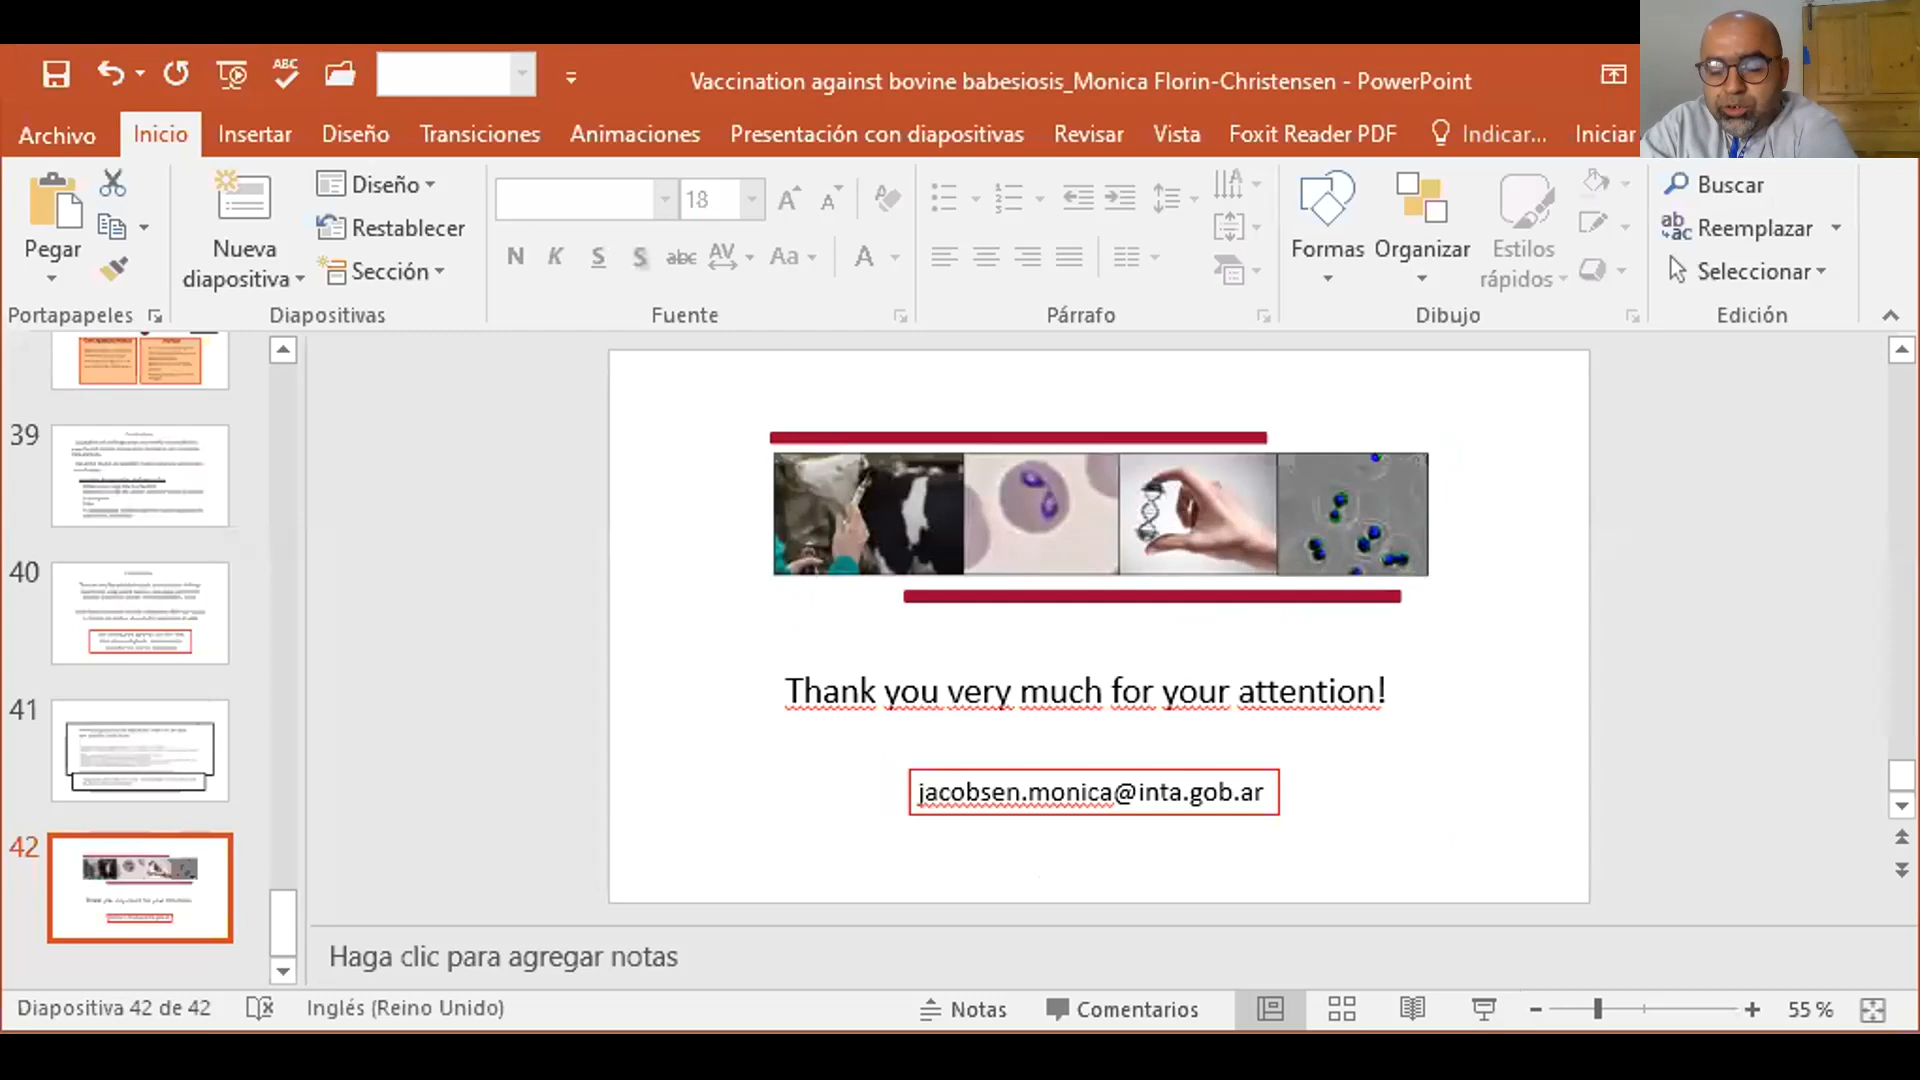 Vaccination against bovine babesiosis_Monica Florin-Christensen - PowerPoint
Archivo Inicio Insertar Diseño Transiciones Animaciones Presentación con diapositivas Revisar Vista Foxit Reader PDF Indicar... Iniciar
Pegar
Nueva diapositiva
Diseño
Restablecer
Sección
18
N K S S abc AV Aa A
Formas
Organizar
Estilos rápidos
Buscar
Reemplazar
Seleccionar
Portapapeles Diapositivas Fuente Párrafo Dibujo Edición
39
40
41
42
Thank you very much for your attention!
jacobsen.monica@inta.gob.ar
Haga clic para agregar notas
Diapositiva 42 de 42 Inglés (Reino Unido) Notas Comentarios 55 %